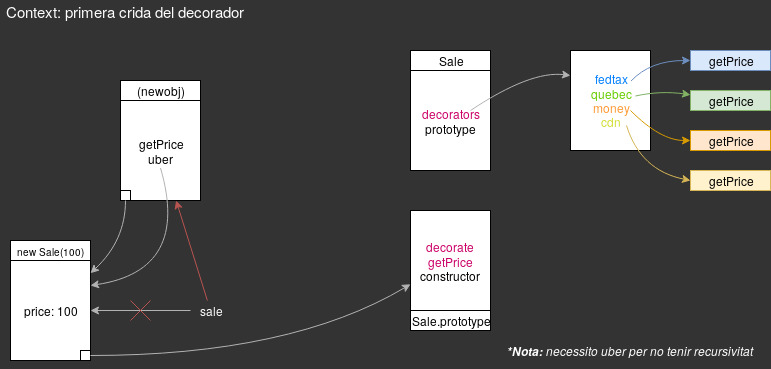 Context: primera crida del decorador
Sale
decorators
prototype
fedtax
quebec
money
cdn
getPrice
getPrice
getPrice
getPrice
(newobj)
getPrice
uber
new Sale(100)
price: 100
sale
decorate
getPrice
constructor
Sale.prototype
*Nota: necessito uber per no tenir recursivitat